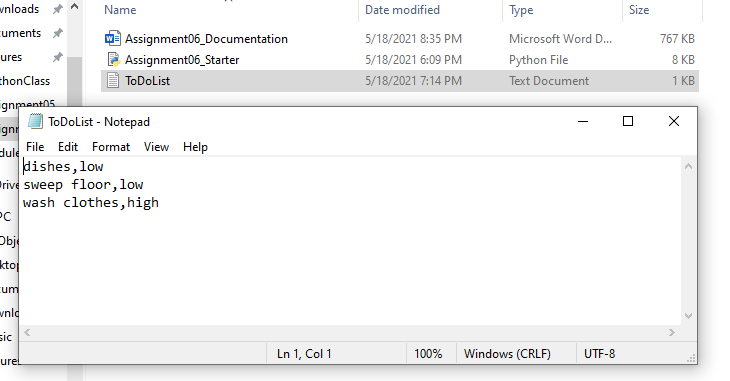 wnloads
Name Date modified Type Size
cuments
Assignment06_Documentation 5/18/2021 8:35 PM Microsoft Word D... 767 KB
ures
Assignment06_Starter 5/18/2021 6:09 PM Python File 8 KB
thonClass
ToDoList 5/18/2021 7:14 PM Text Document 1 KB
ignment05
ToDoList - Notepad
File Edit Format View Help
dishes,low
sweep floor,low
wash clothes,high
ignm
dule
Drive
PC
Obje
ktop
cum
wnlo
sic
ures
Ln 1, Col 1 100% Windows (CRLF) UTF-8